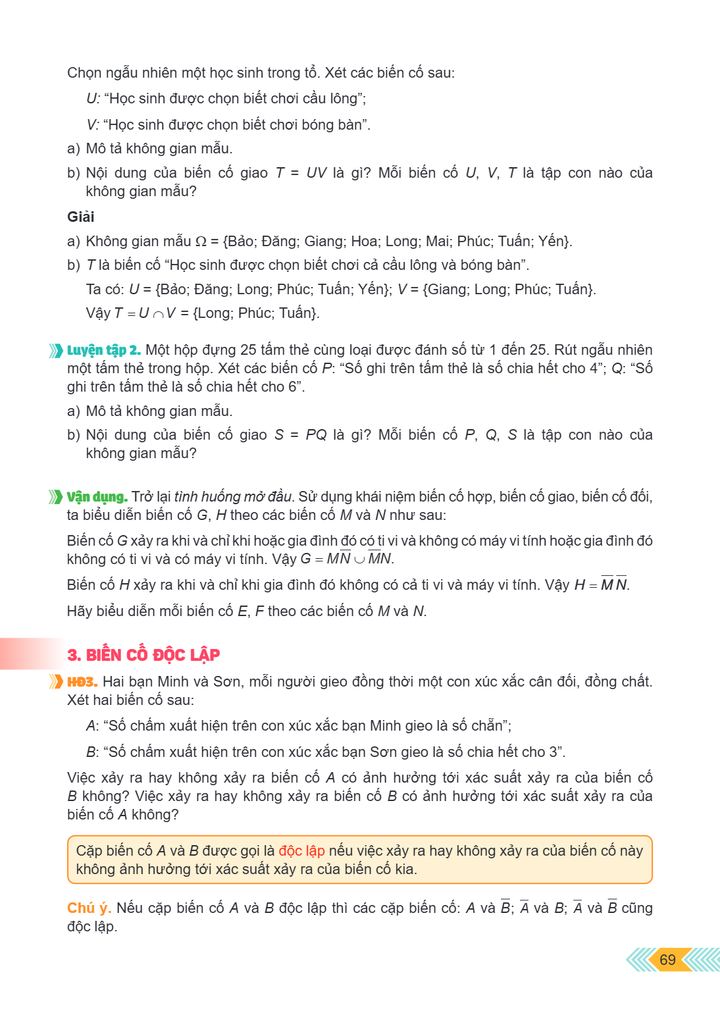 Chọn ngẫu nhiên một học sinh trong tổ. Xét các biến cố sau:
U: “Học sinh được chọn biết chơi cầu lông”;
V: “Học sinh được chọn biết chơi bóng bàn”.
a) Mô tả không gian mẫu.
b) Nội dung của biến cố giao T = UV là gì? Mỗi biến cố U, V, T là tập con nào của
không gian mẫu?
Giải
a) Không gian mẫu Ω = {Bảo; Đăng; Giang; Hoa; Long; Mai; Phúc; Tuấn; Yến}.
b) T là biến cố “Học sinh được chọn biết chơi cả cầu lông và bóng bàn”.
Ta có: U = {Bảo; Đăng; Long; Phúc; Tuấn; Yến}; V = {Giang; Long; Phúc; Tuấn}.
Vậy T = U ∩ V = {Long; Phúc; Tuấn}.
Luyện tập 2. Một hộp đựng 25 tấm thẻ cùng loại được đánh số từ 1 đến 25. Rút ngẫu nhiên
một tấm thẻ trong hộp. Xét các biến cố P: “Số ghi trên tấm thẻ là số chia hết cho 4”; Q: “Số
ghi trên tấm thẻ là số chia hết cho 6”.
a) Mô tả không gian mẫu.
b) Nội dung của biến cố giao S = PQ là gì? Mỗi biến cố P, Q, S là tập con nào của
không gian mẫu?
Vận dụng. Trở lại tình huống mở đầu. Sử dụng khái niệm biến cố hợp, biến cố giao, biến cố đối,
ta biểu diễn biến cố G, H theo các biến cố M và N như sau:
Biến cố G xảy ra khi và chỉ khi hoặc gia đình đó có ti vi và không có máy vi tính hoặc gia đình đó
không có ti vi và có máy vi tính. Vậy G = MN̅ ∪ M̅N.
Biến cố H xảy ra khi và chỉ khi gia đình đó không có cả ti vi và máy vi tính. Vậy H = M̅ N̅.
Hãy biểu diễn mỗi biến cố E, F theo các biến cố M và N.
3. BIẾN CỐ ĐỘC LẬP
HĐ3. Hai bạn Minh và Sơn, mỗi người gieo đồng thời một con xúc xắc cân đối, đồng chất.
Xét hai biến cố sau:
A: “Số chấm xuất hiện trên con xúc xắc bạn Minh gieo là số chẵn”;
B: “Số chấm xuất hiện trên con xúc xắc bạn Sơn gieo là số chia hết cho 3”.
Việc xảy ra hay không xảy ra biến cố A có ảnh hưởng tới xác suất xảy ra của biến cố
B không? Việc xảy ra hay không xảy ra biến cố B có ảnh hưởng tới xác suất xảy ra của
biến cố A không?
Cặp biến cố A và B được gọi là độc lập nếu việc xảy ra hay không xảy ra của biến cố này
không ảnh hưởng tới xác suất xảy ra của biến cố kia.
Chú ý. Nếu cặp biến cố A và B độc lập thì các cặp biến cố: A và B̅; A̅ và B; A̅ và B̅ cũng
độc lập.
69